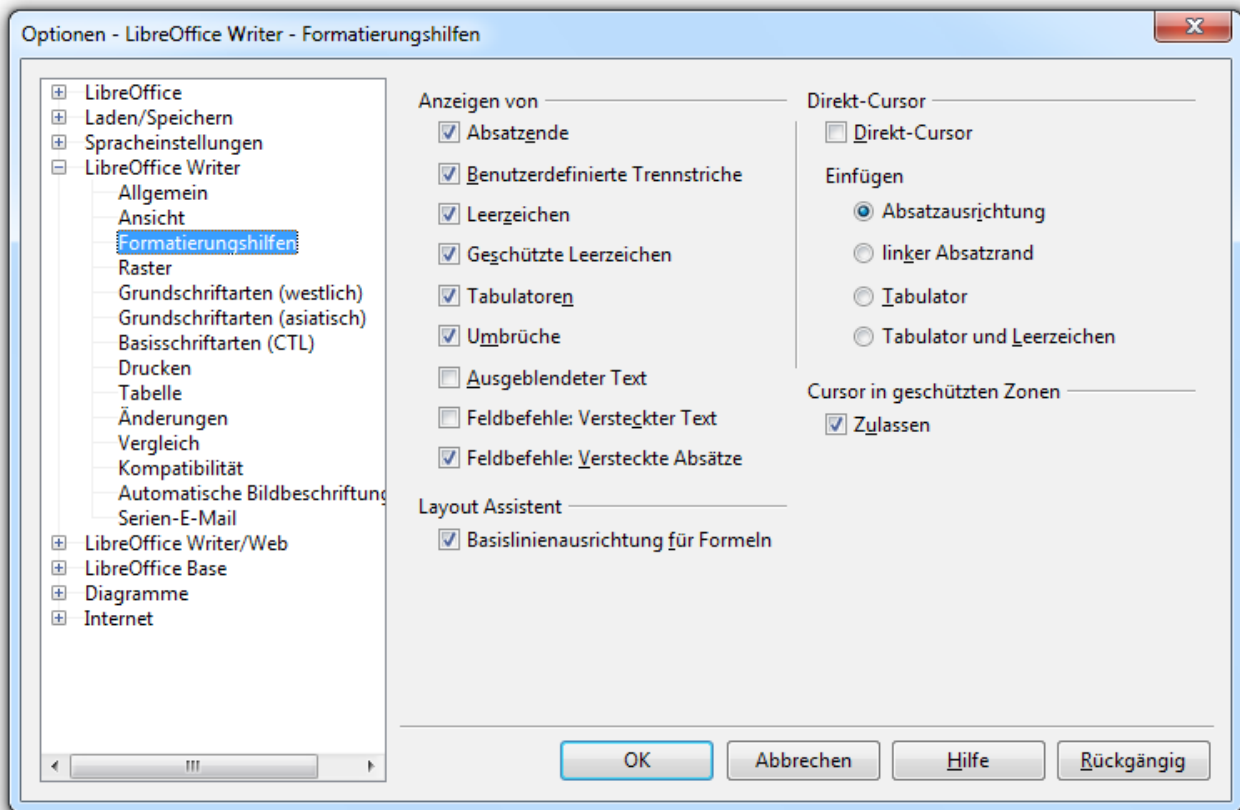 Optionen - LibreOffice Writer - Formatierungshilfen
LibreOffice
Laden/Speichern
Spracheinstellungen
LibreOffice Writer
Allgemein
Ansicht
Formatierungshilfen
Raster
Grundschriftarten (westlich)
Grundschriftarten (asiatisch)
Basisschriftarten (CTL)
Drucken
Tabelle
Änderungen
Vergleich
Kompatibilität
Automatische Bildbeschriftung
Serien-E-Mail
LibreOffice Writer/Web
LibreOffice Base
Diagramme
Internet
Anzeigen von
Absatzende
Benutzerdefinierte Trennstriche
Leerzeichen
Geschützte Leerzeichen
Tabulatoren
Umbrüche
Ausgeblendeter Text
Feldbefehle: Versteckter Text
Feldbefehle: Versteckte Absätze
Layout Assistent
Basislinienausrichtung für Formeln
Direkt-Cursor
Direkt-Cursor
Einfügen
Absatzausrichtung
linker Absatzrand
Tabulator
Tabulator und Leerzeichen
Cursor in geschützten Zonen
Zulassen
OK
Abbrechen
Hilfe
Rückgängig